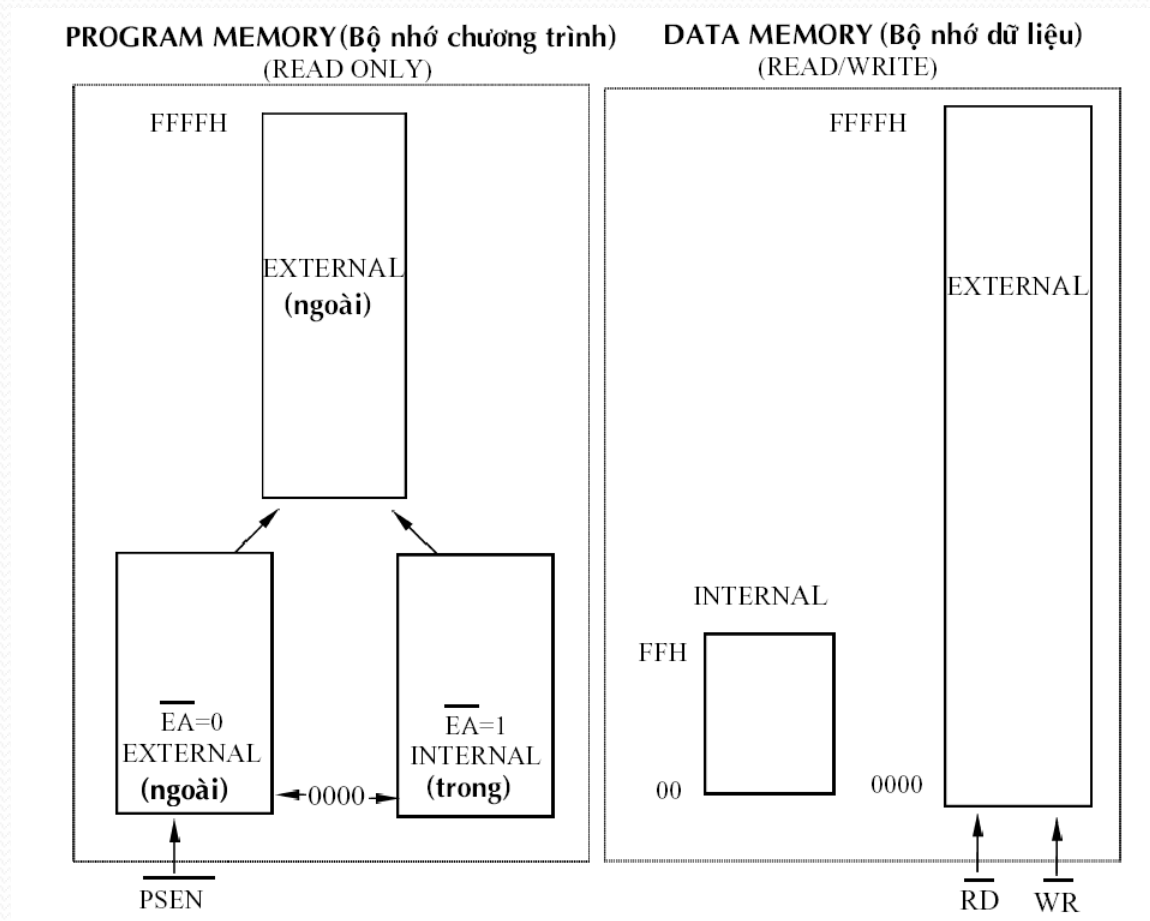 PROGRAM MEMORY (Bộ nhớ chương trình)
(READ ONLY)
FFFFH
EXTERNAL
(ngoài)
EA=0
EXTERNAL
(ngoài)
0000
EA=1
INTERNAL
(trong)
PSEN
DATA MEMORY (Bộ nhớ dữ liệu)
(READ/WRITE)
FFFFH
EXTERNAL
INTERNAL
FFH
00
0000
RD
WR